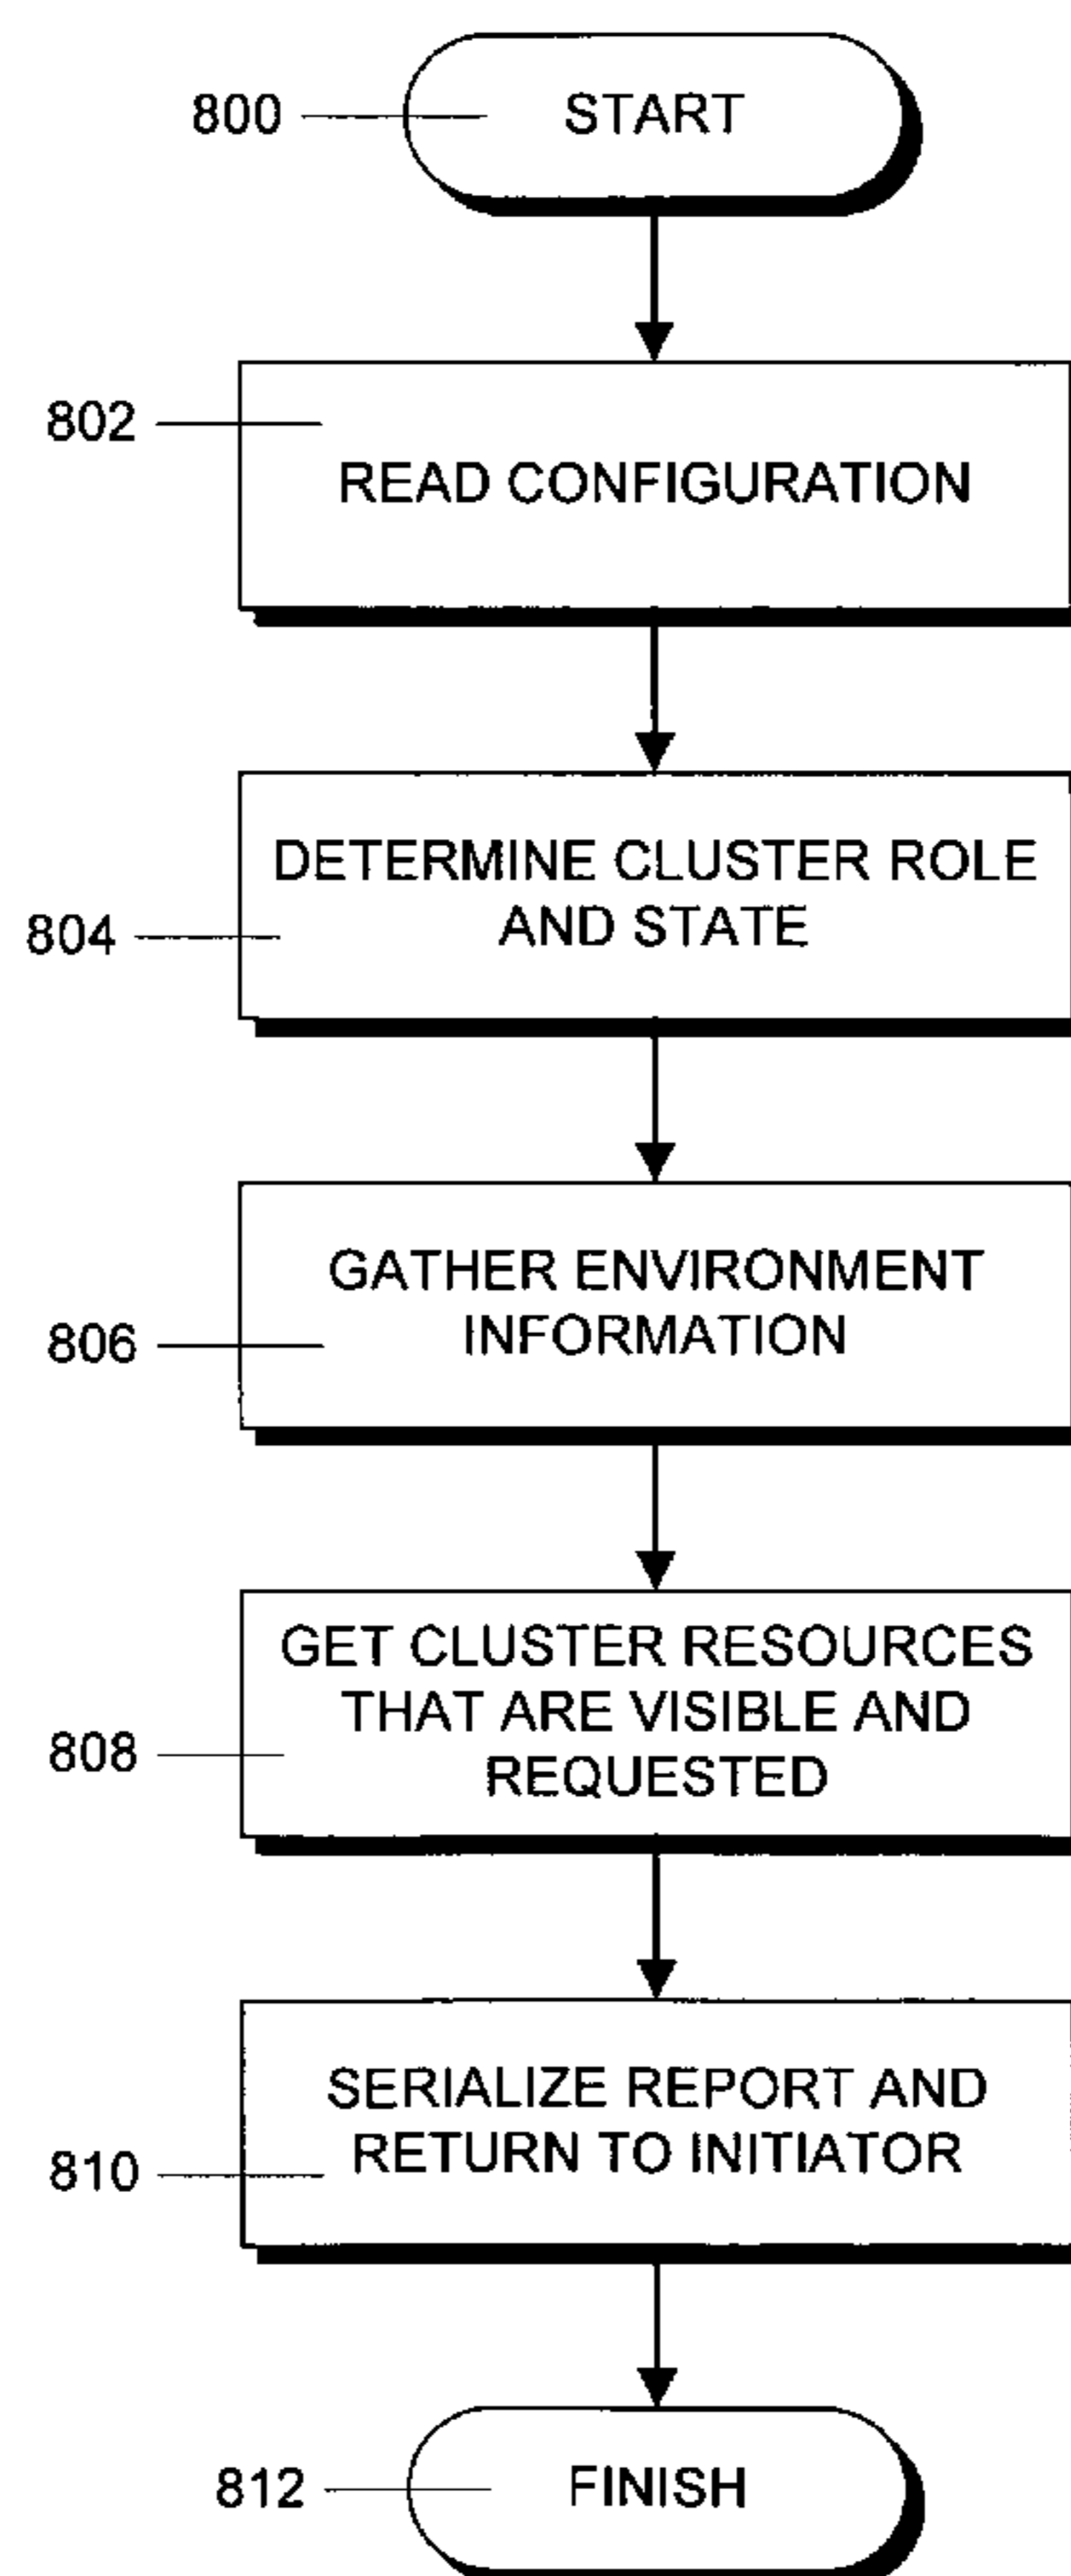 800
START
802
READ CONFIGURATION
DETERMINE CLUSTER ROLE
AND STATE
804
GATHER ENVIRONMENT
INFORMATION
806
GET CLUSTER RESOURCES
THAT ARE VISIBLE AND
REQUESTED
808
SERIALIZE REPORT AND
RETURN TO INITIATOR
810
812
FINISH